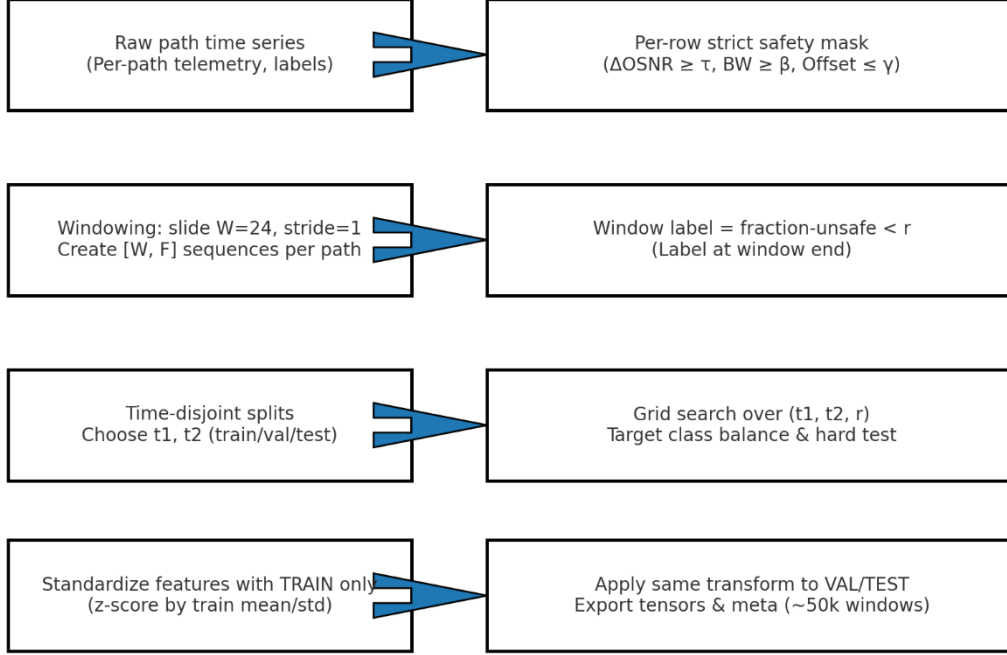 Raw path time series
(Per-path telemetry, labels)
Per-row strict safety mask
(ΔOSNR ≥ τ, BW ≥ β, Offset ≤ γ)
Windowing: slide W=24, stride=1
Create [W, F] sequences per path
Window label = fraction-unsafe < r
(Label at window end)
Time-disjoint splits
Choose t1, t2 (train/val/test)
Grid search over (t1, t2, r)
Target class balance & hard test
Standardize features with TRAIN only
(z-score by train mean/std)
Apply same transform to VAL/TEST
Export tensors & meta (~50k windows)